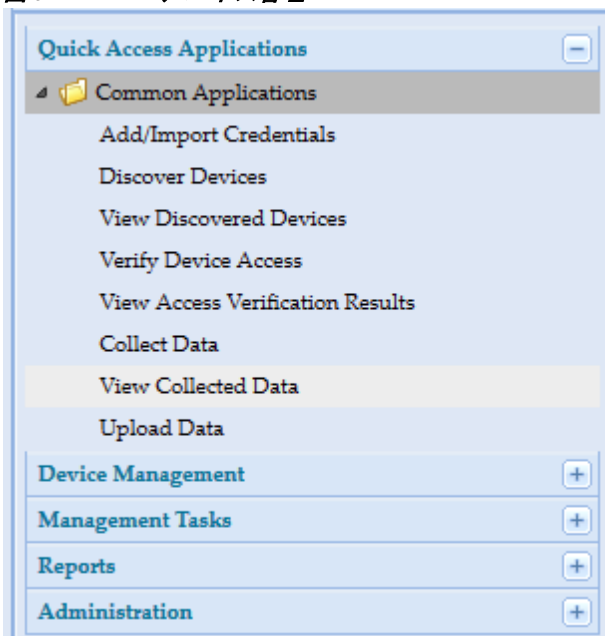 Quick Access Applications
Common Applications
Add/Import Credentials
Discover Devices
View Discovered Devices
Verify Device Access
View Access Verification Results
Collect Data
View Collected Data
Upload Data
Device Management
Management Tasks
Reports
Administration